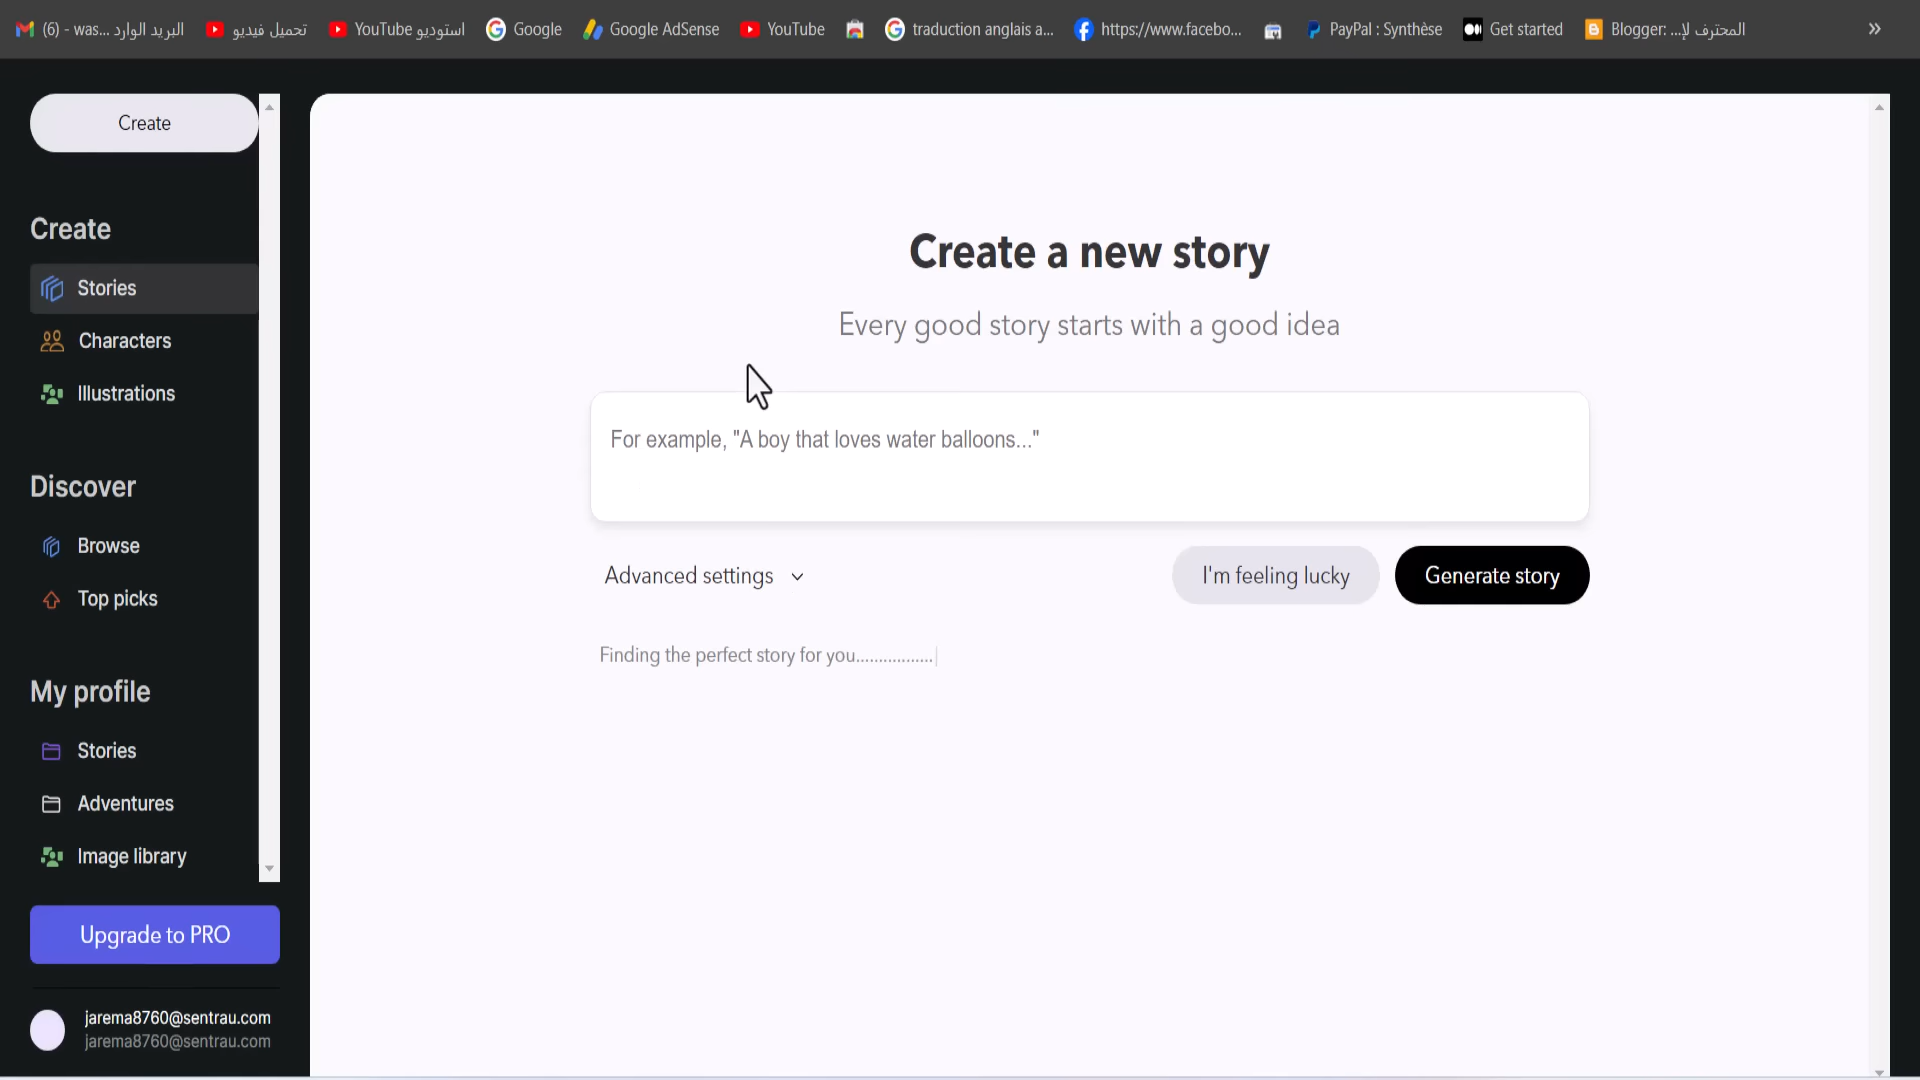 (6) - was... البريد الوارد
تحميل فيديو
YouTube استوديو
Google
Google AdSense
YouTube
traduction anglais a...
https://www.facebo...
PayPal : Synthèse
Get started
Blogger: ...المحترف لإ
»
Create
Create
Stories
Characters
Illustrations
Discover
Browse
Top picks
My profile
Stories
Adventures
Image library
Upgrade to PRO
jarema8760@sentrau.com
jarema8760@sentrau.com
Create a new story
Every good story starts with a good idea
For example, "A boy that loves water balloons..."
Advanced settings
I'm feeling lucky
Generate story
Finding the perfect story for you.................